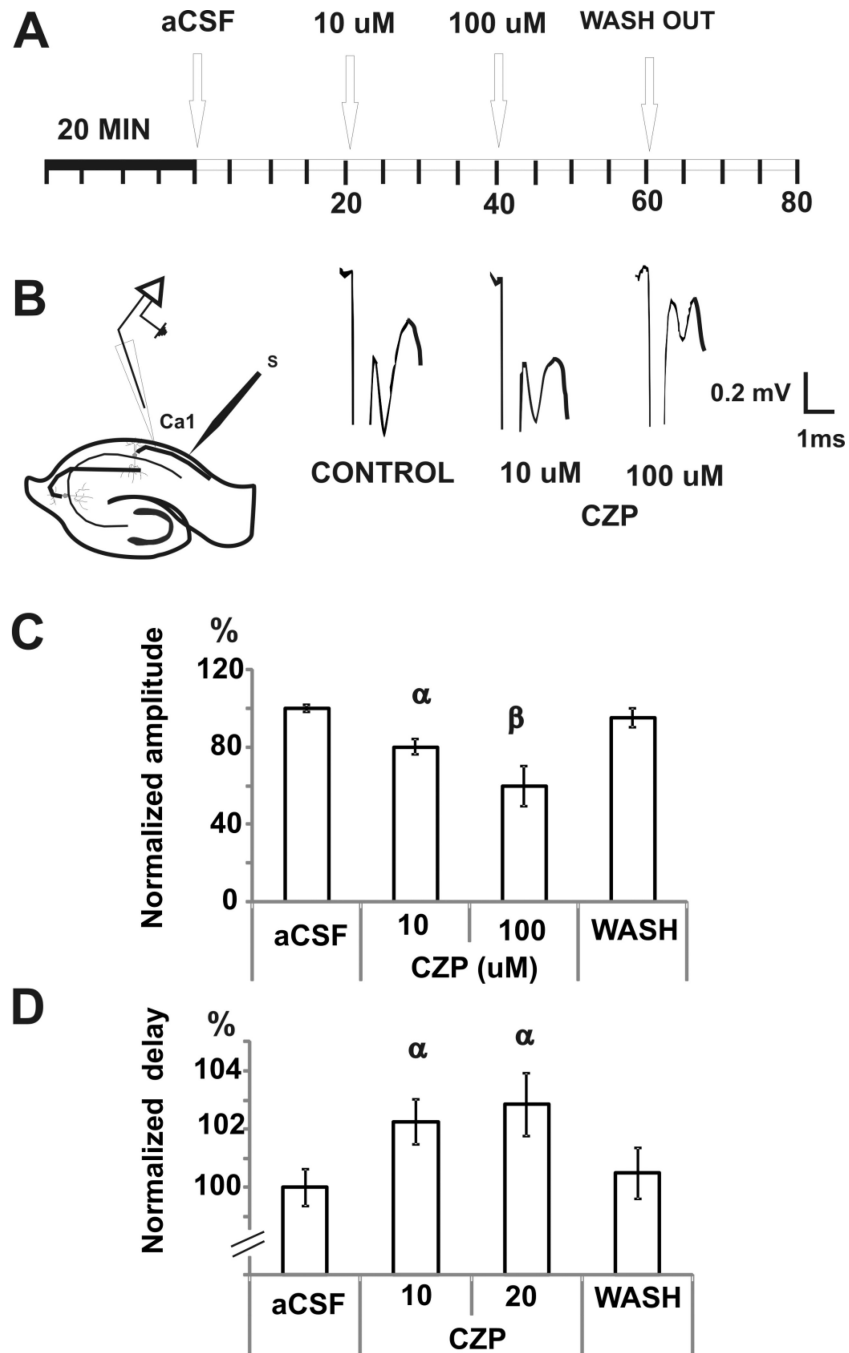 A
aCSF 10 uM 100 uM WASH OUT
20 MIN
20 40 60 80
B
s
Ca1
0.2 mV
1ms
CONTROL 10 uM 100 uM
CZP
C
%
Normalized amplitude
120
80
40
0
α
β
aCSF 10 100 WASH
CZP (uM)
D
%
Normalized delay
104
102
100
α α
aCSF 10 20 WASH
CZP